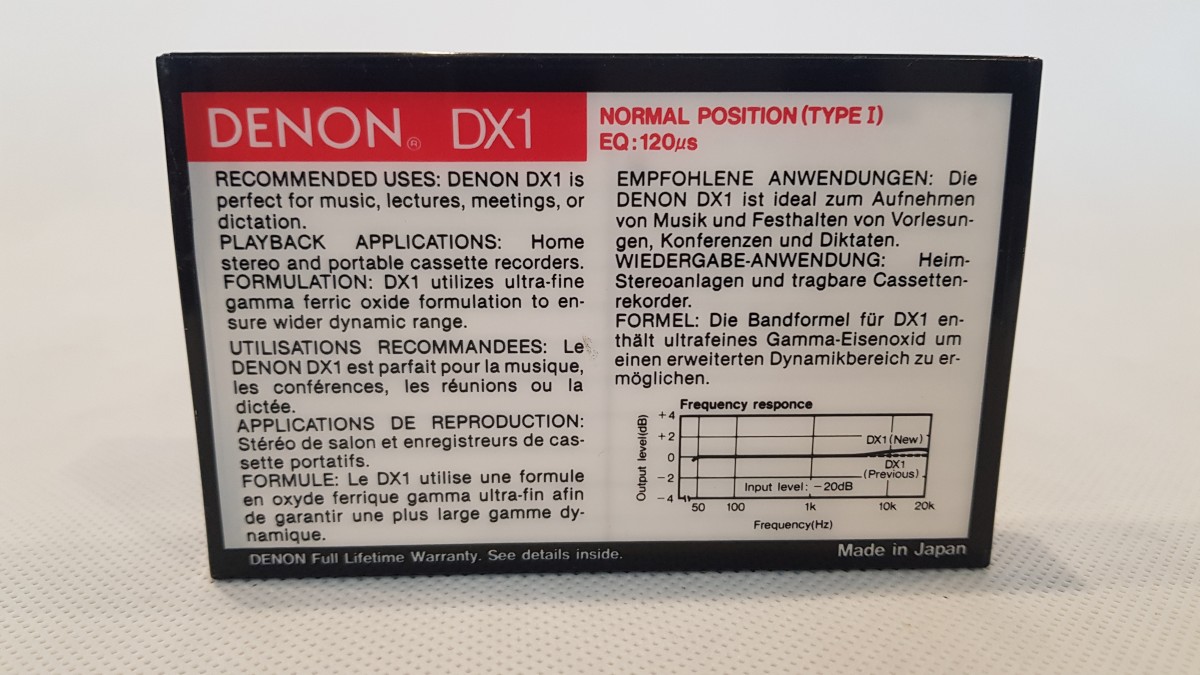 DENON® DX1
NORMAL POSITION (TYPE I)
EQ:120µs
RECOMMENDED USES: DENON DX1 is
perfect for music, lectures, meetings, or
dictation.
PLAYBACK APPLICATIONS: Home
stereo and portable cassette recorders.
FORMULATION: DX1 utilizes ultra-fine
gamma ferric oxide formulation to en-
sure wider dynamic range.
UTILISATIONS RECOMMANDEES: Le
DENON DX1 est parfait pour la musique,
les conférences, les réunions ou la
dictée.
APPLICATIONS DE REPRODUCTION:
Stéréo de salon et enregistreurs de cas-
sette portatifs.
FORMULE: Le DX1 utilise une formule
en oxyde ferrique gamma ultra-fin afin
de garantir une plus large gamme dy-
namique.
EMPFOHLENE ANWENDUNGEN: Die
DENON DX1 ist ideal zum Aufnehmen
von Musik und Festhalten von Vorlesun-
gen, Konferenzen und Diktaten.
WIEDERGABE-ANWENDUNG: Heim-
Stereoanlagen und tragbare Cassetten-
rekorder.
FORMEL: Die Bandformel für DX1 en-
thält ultrafeines Gamma-Eisenoxid um
einen erweiterten Dynamikbereich zu er-
möglichen.
Frequency responce
Output level(dB)
+4
+2
0
-2
-4
DX1 (New)
DX1
(Previous)
Input level: -20dB
50 100 1k 10k 20k
Frequency(Hz)
DENON Full Lifetime Warranty. See details inside.
Made in Japan